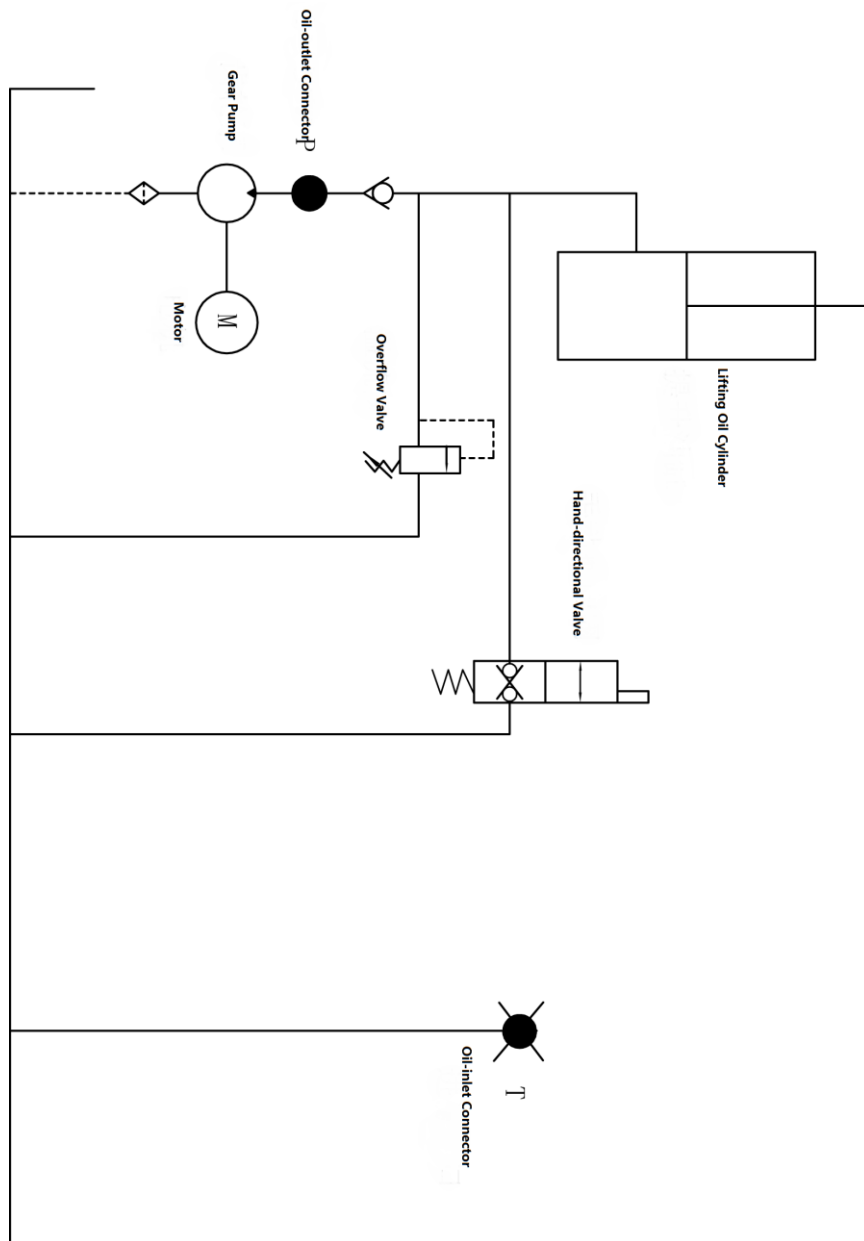 Oil-outlet Connector
P
Gear Pump
M
Motor
Overflow Valve
Lifting Oil Cylinder
Hand-directional Valve
Oil-inlet Connector
T